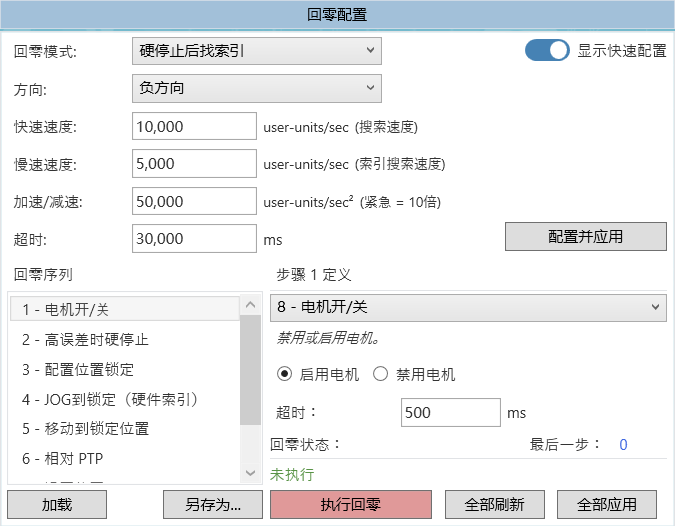 回零配置
回零模式: 硬停止后找索引 显示快速配置
方向: 负方向
快速速度: 10,000 user-units/sec (搜索速度)
慢速速度: 5,000 user-units/sec (索引搜索速度)
加速/减速: 50,000 user-units/sec² (紧急 = 10倍)
超时: 30,000 ms
配置并应用
回零序列
1 - 电机开/关
2 - 高误差时硬停止
3 - 配置位置锁定
4 - JOG到锁定（硬件索引）
5 - 移动到锁定位置
6 - 相对 PTP
步骤 1 定义
8 - 电机开/关
禁用或启用电机。
启用电机 禁用电机
超时： 500 ms
回零状态： 最后一步： 0
未执行
加载 另存为... 执行回零 全部刷新 全部应用